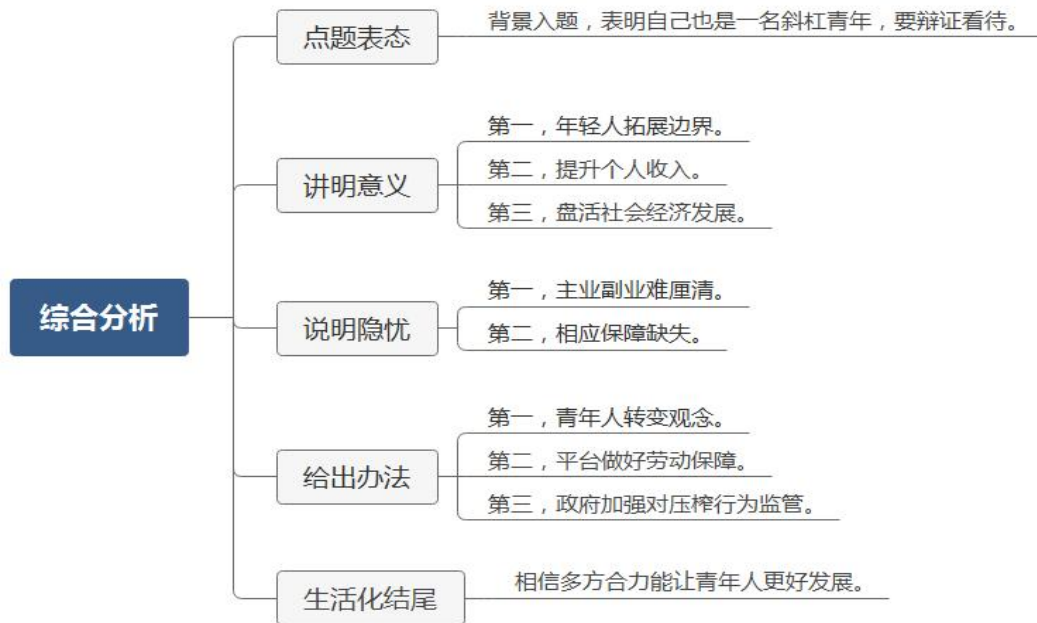 综合分析
点题表态
背景入题，表明自己也是一名斜杠青年，要辩证看待。
讲明意义
第一，年轻人拓展边界。
第二，提升个人收入。
第三，盘活社会经济发展。
说明隐忧
第一，主业副业难厘清。
第二，相应保障缺失。
给出办法
第一，青年人转变观念。
第二，平台做好劳动保障。
第三，政府加强对压榨行为监管。
生活化结尾
相信多方合力能让青年人更好发展。